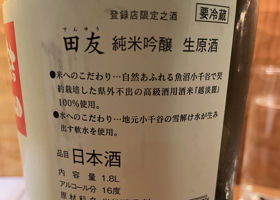 登録店限定之酒
要冷蔵
でんゆう
田友 純米吟醸 生原酒
●米へのこだわり…自然あふれる魚沼小千谷で契
約栽培した県外不出の高級酒用酒米「越淡麗」
100%使用。
●水へのこだわり…地元小千谷の雪解け水が生み
出す軟水を使用。
品目 日本酒
内容量 1.8L
アルコール分 16度